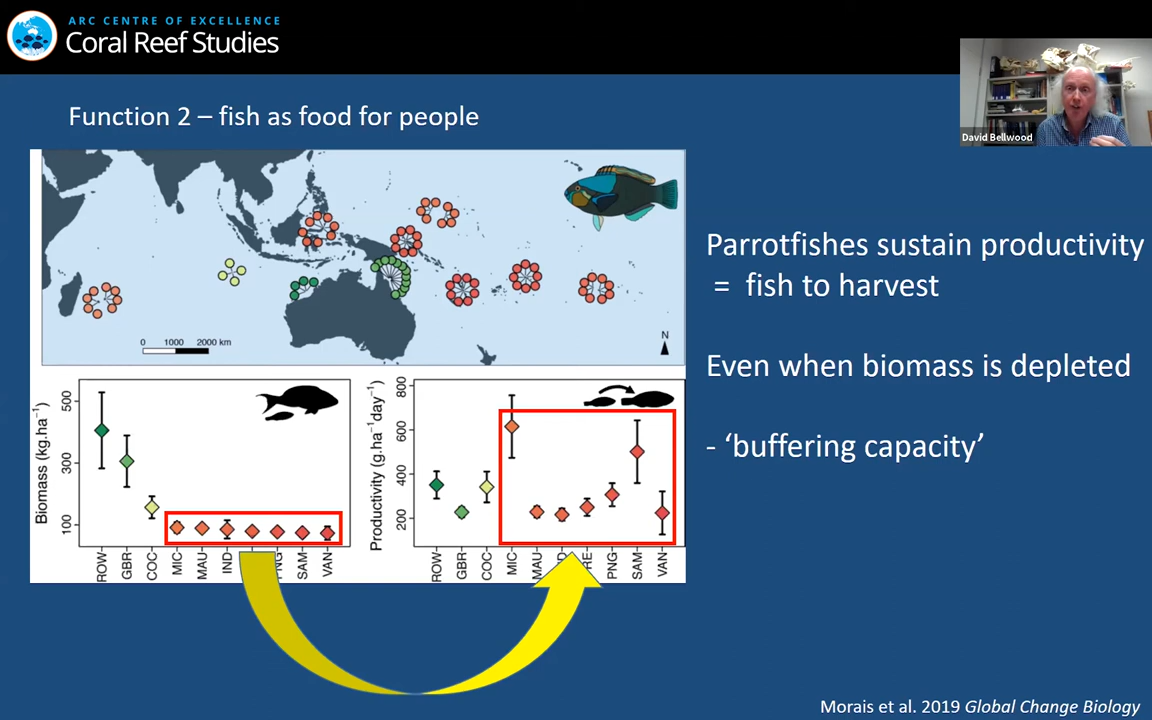 ARC CENTRE OF EXCELLENCE
Coral Reef Studies
David Bellwood
Function 2 – fish as food for people
0 1000 2000 km
N
Parrotfishes sustain productivity
= fish to harvest
Even when biomass is depleted
- ‘buffering capacity’
Biomass (kg.ha⁻¹)
500
300
100
ROW GBR COC MIC MAU IND SAM VAN
Productivity (g.ha⁻¹day⁻¹)
800
600
400
200
ROW GBR COC MIC MAU PNG SAM VAN
Morais et al. 2019 Global Change Biology